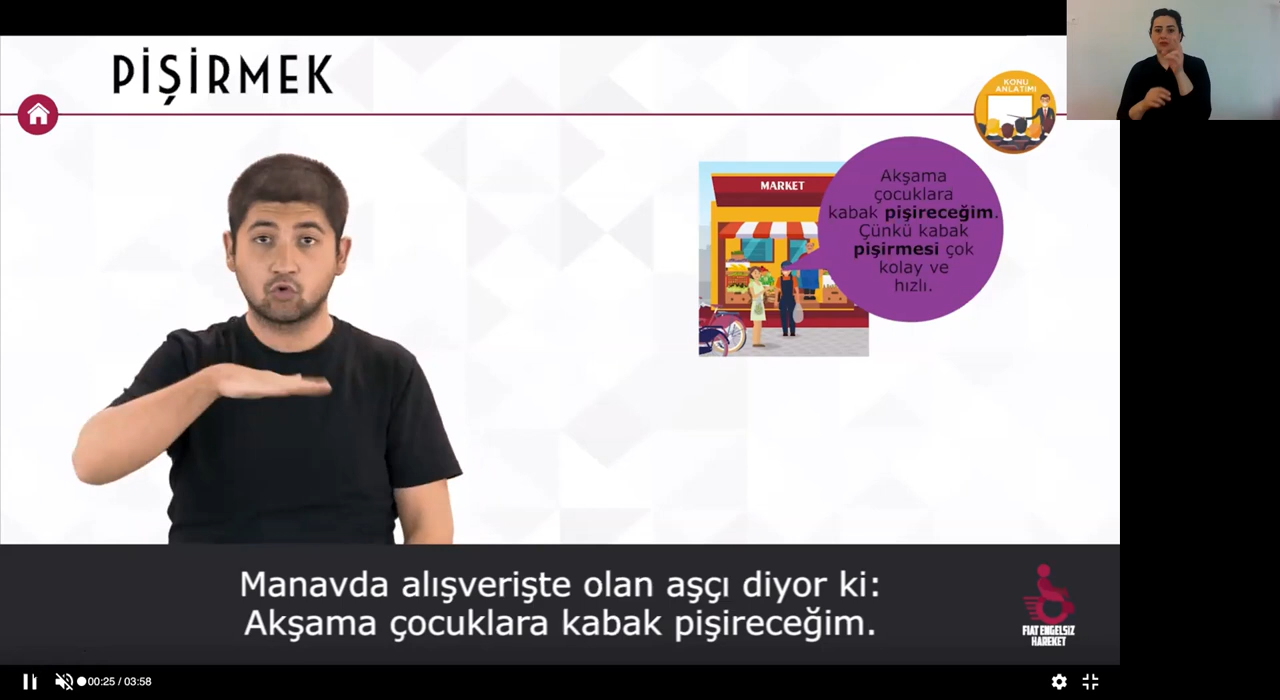 PİŞİRMEK
KONU
ANLATIMI
MARKET
Akşama
çocuklara
kabak pişireceğim.
Çünkü kabak
pişirmesi çok
kolay ve
hızlı.
Manavda alışverişte olan aşçı diyor ki:
Akşama çocuklara kabak pişireceğim.
FIAT ENGELSİZ
HAREKET
00:25 / 03:58